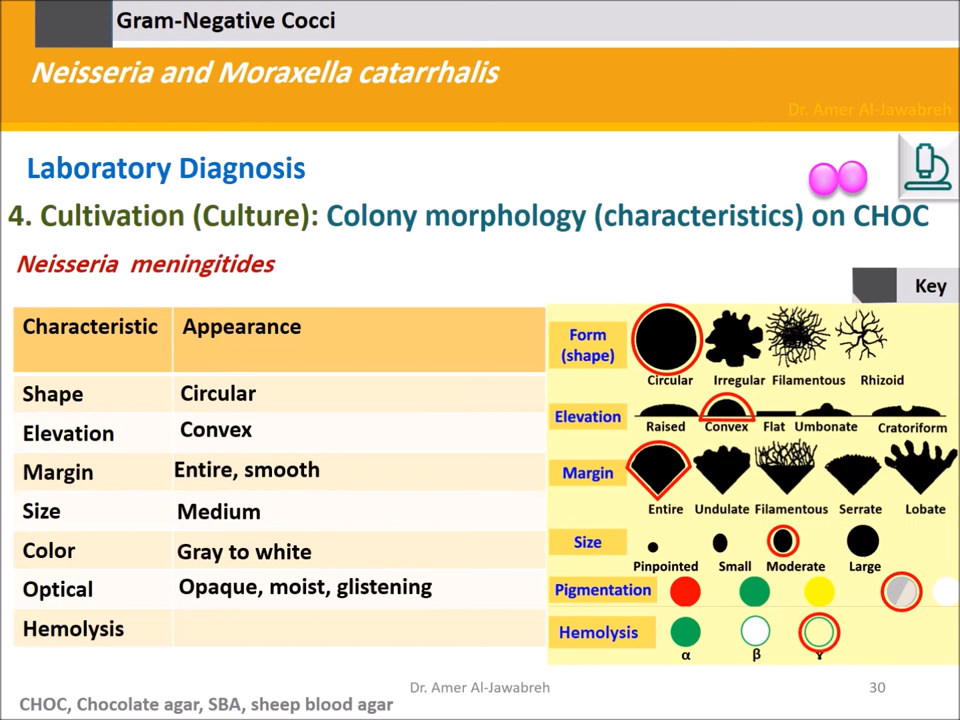 Gram-Negative Cocci
Neisseria and Moraxella catarrhalis
Dr. Amer Al-Jawabreh
Laboratory Diagnosis
4. Cultivation (Culture): Colony morphology (characteristics) on CHOC
Neisseria meningitides
Key
Characteristic Appearance
Shape Circular
Elevation Convex
Margin Entire, smooth
Size Medium
Color Gray to white
Optical Opaque, moist, glistening
Hemolysis
Form
(shape)
Circular Irregular Filamentous Rhizoid
Elevation
Raised Convex Flat Umbonate Cratoriform
Margin
Entire Undulate Filamentous Serrate Lobate
Size
Pinpointed Small Moderate Large
Pigmentation
Hemolysis
α β ɣ
Dr. Amer Al-Jawabreh
30
CHOC, Chocolate agar, SBA, sheep blood agar